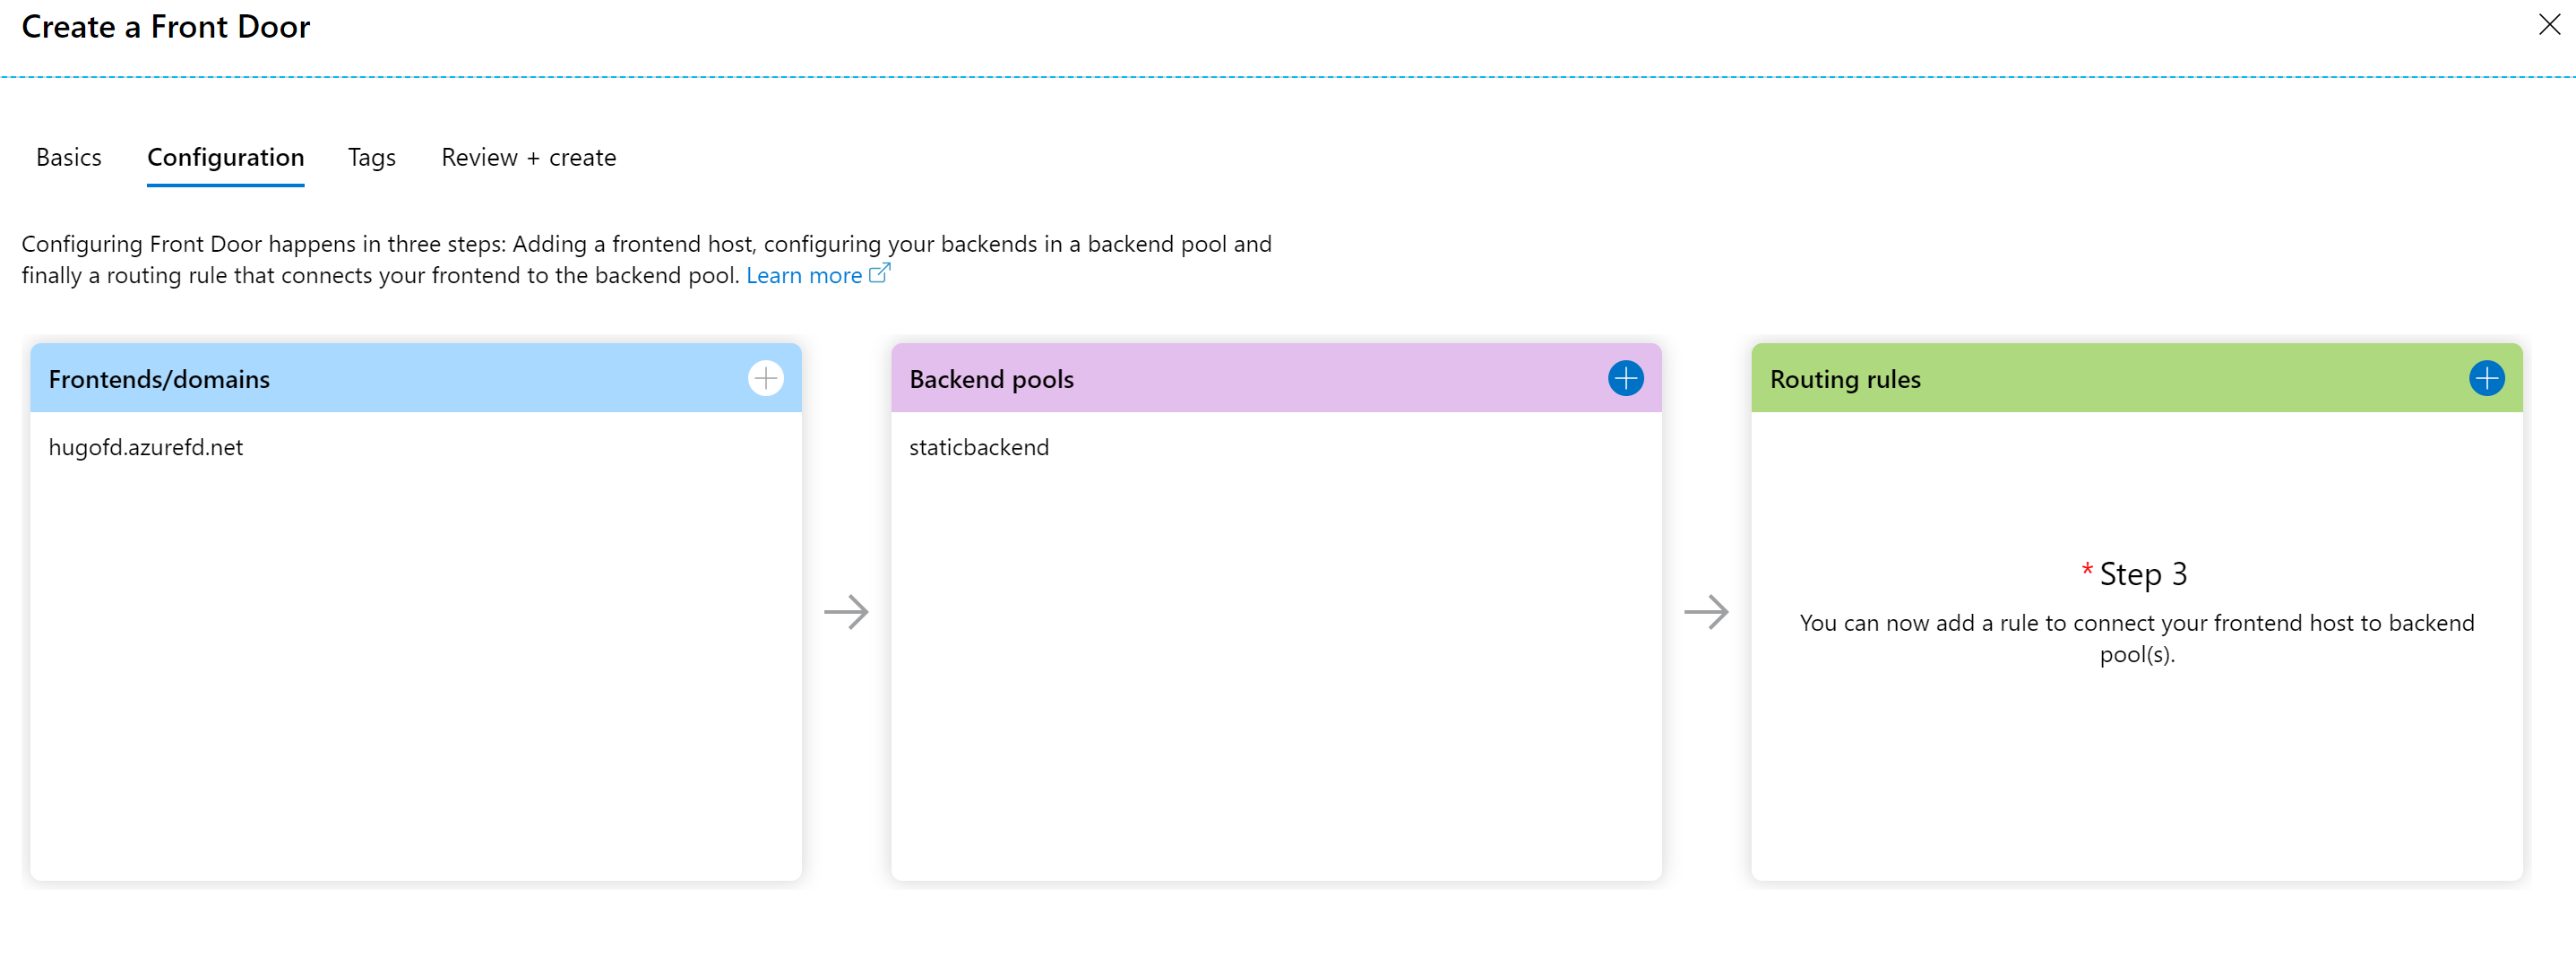 Create a Front Door
Basics
Configuration
Tags
Review + create
Configuring Front Door happens in three steps: Adding a frontend host, configuring your backends in a backend pool and
finally a routing rule that connects your frontend to the backend pool. Learn more
Frontends/domains
hugofd.azurefd.net
Backend pools
staticbackend
Routing rules
* Step 3
You can now add a rule to connect your frontend host to backend
pool(s).